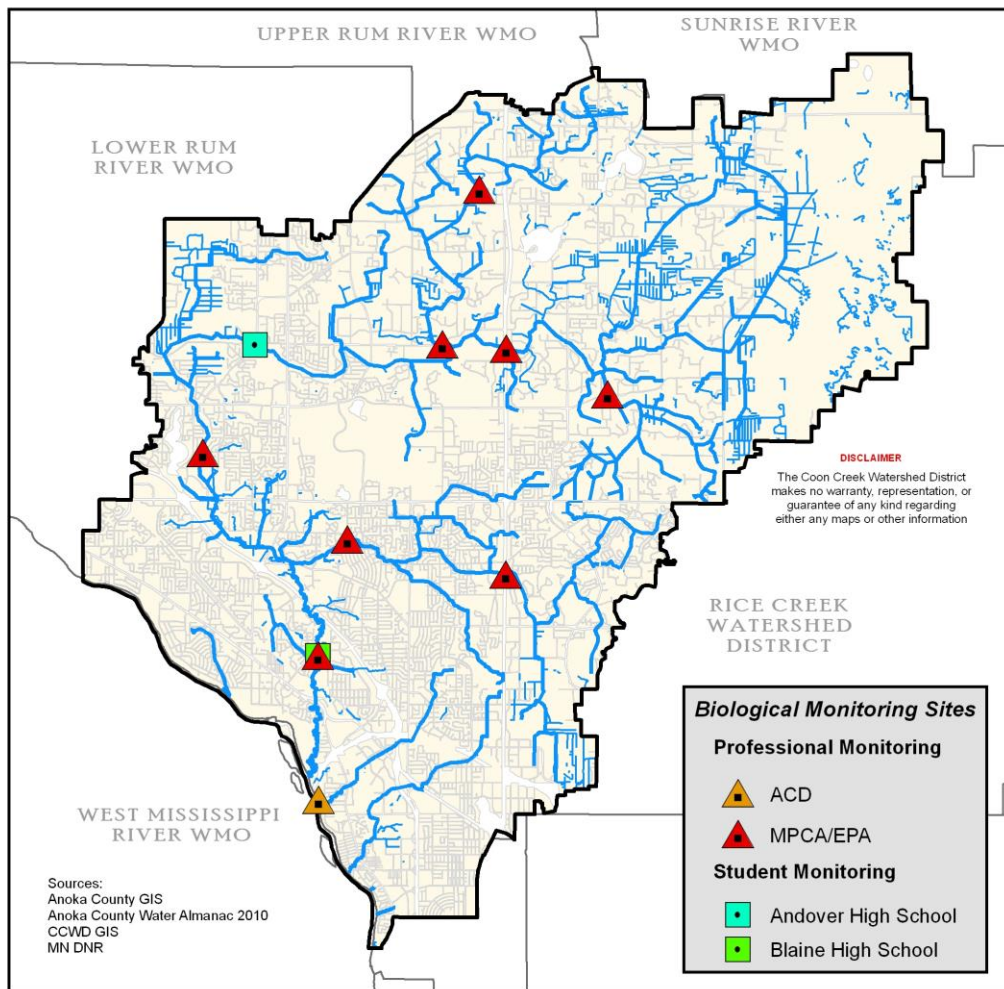 UPPER RUM RIVER WMO
SUNRISE RIVER
WMO
LOWER RUM
RIVER WMO
DISCLAIMER
The Coon Creek Watershed District
makes no warranty, representation, or
guarantee of any kind regarding
either any maps or other information
RICE CREEK
WATERSHED
DISTRICT
WEST MISSISSIPPI
RIVER WMO
Sources:
Anoka County GIS
Anoka County Water Almanac 2010
CCWD GIS
MN DNR
Biological Monitoring Sites
Professional Monitoring
ACD
MPCA/EPA
Student Monitoring
Andover High School
Blaine High School